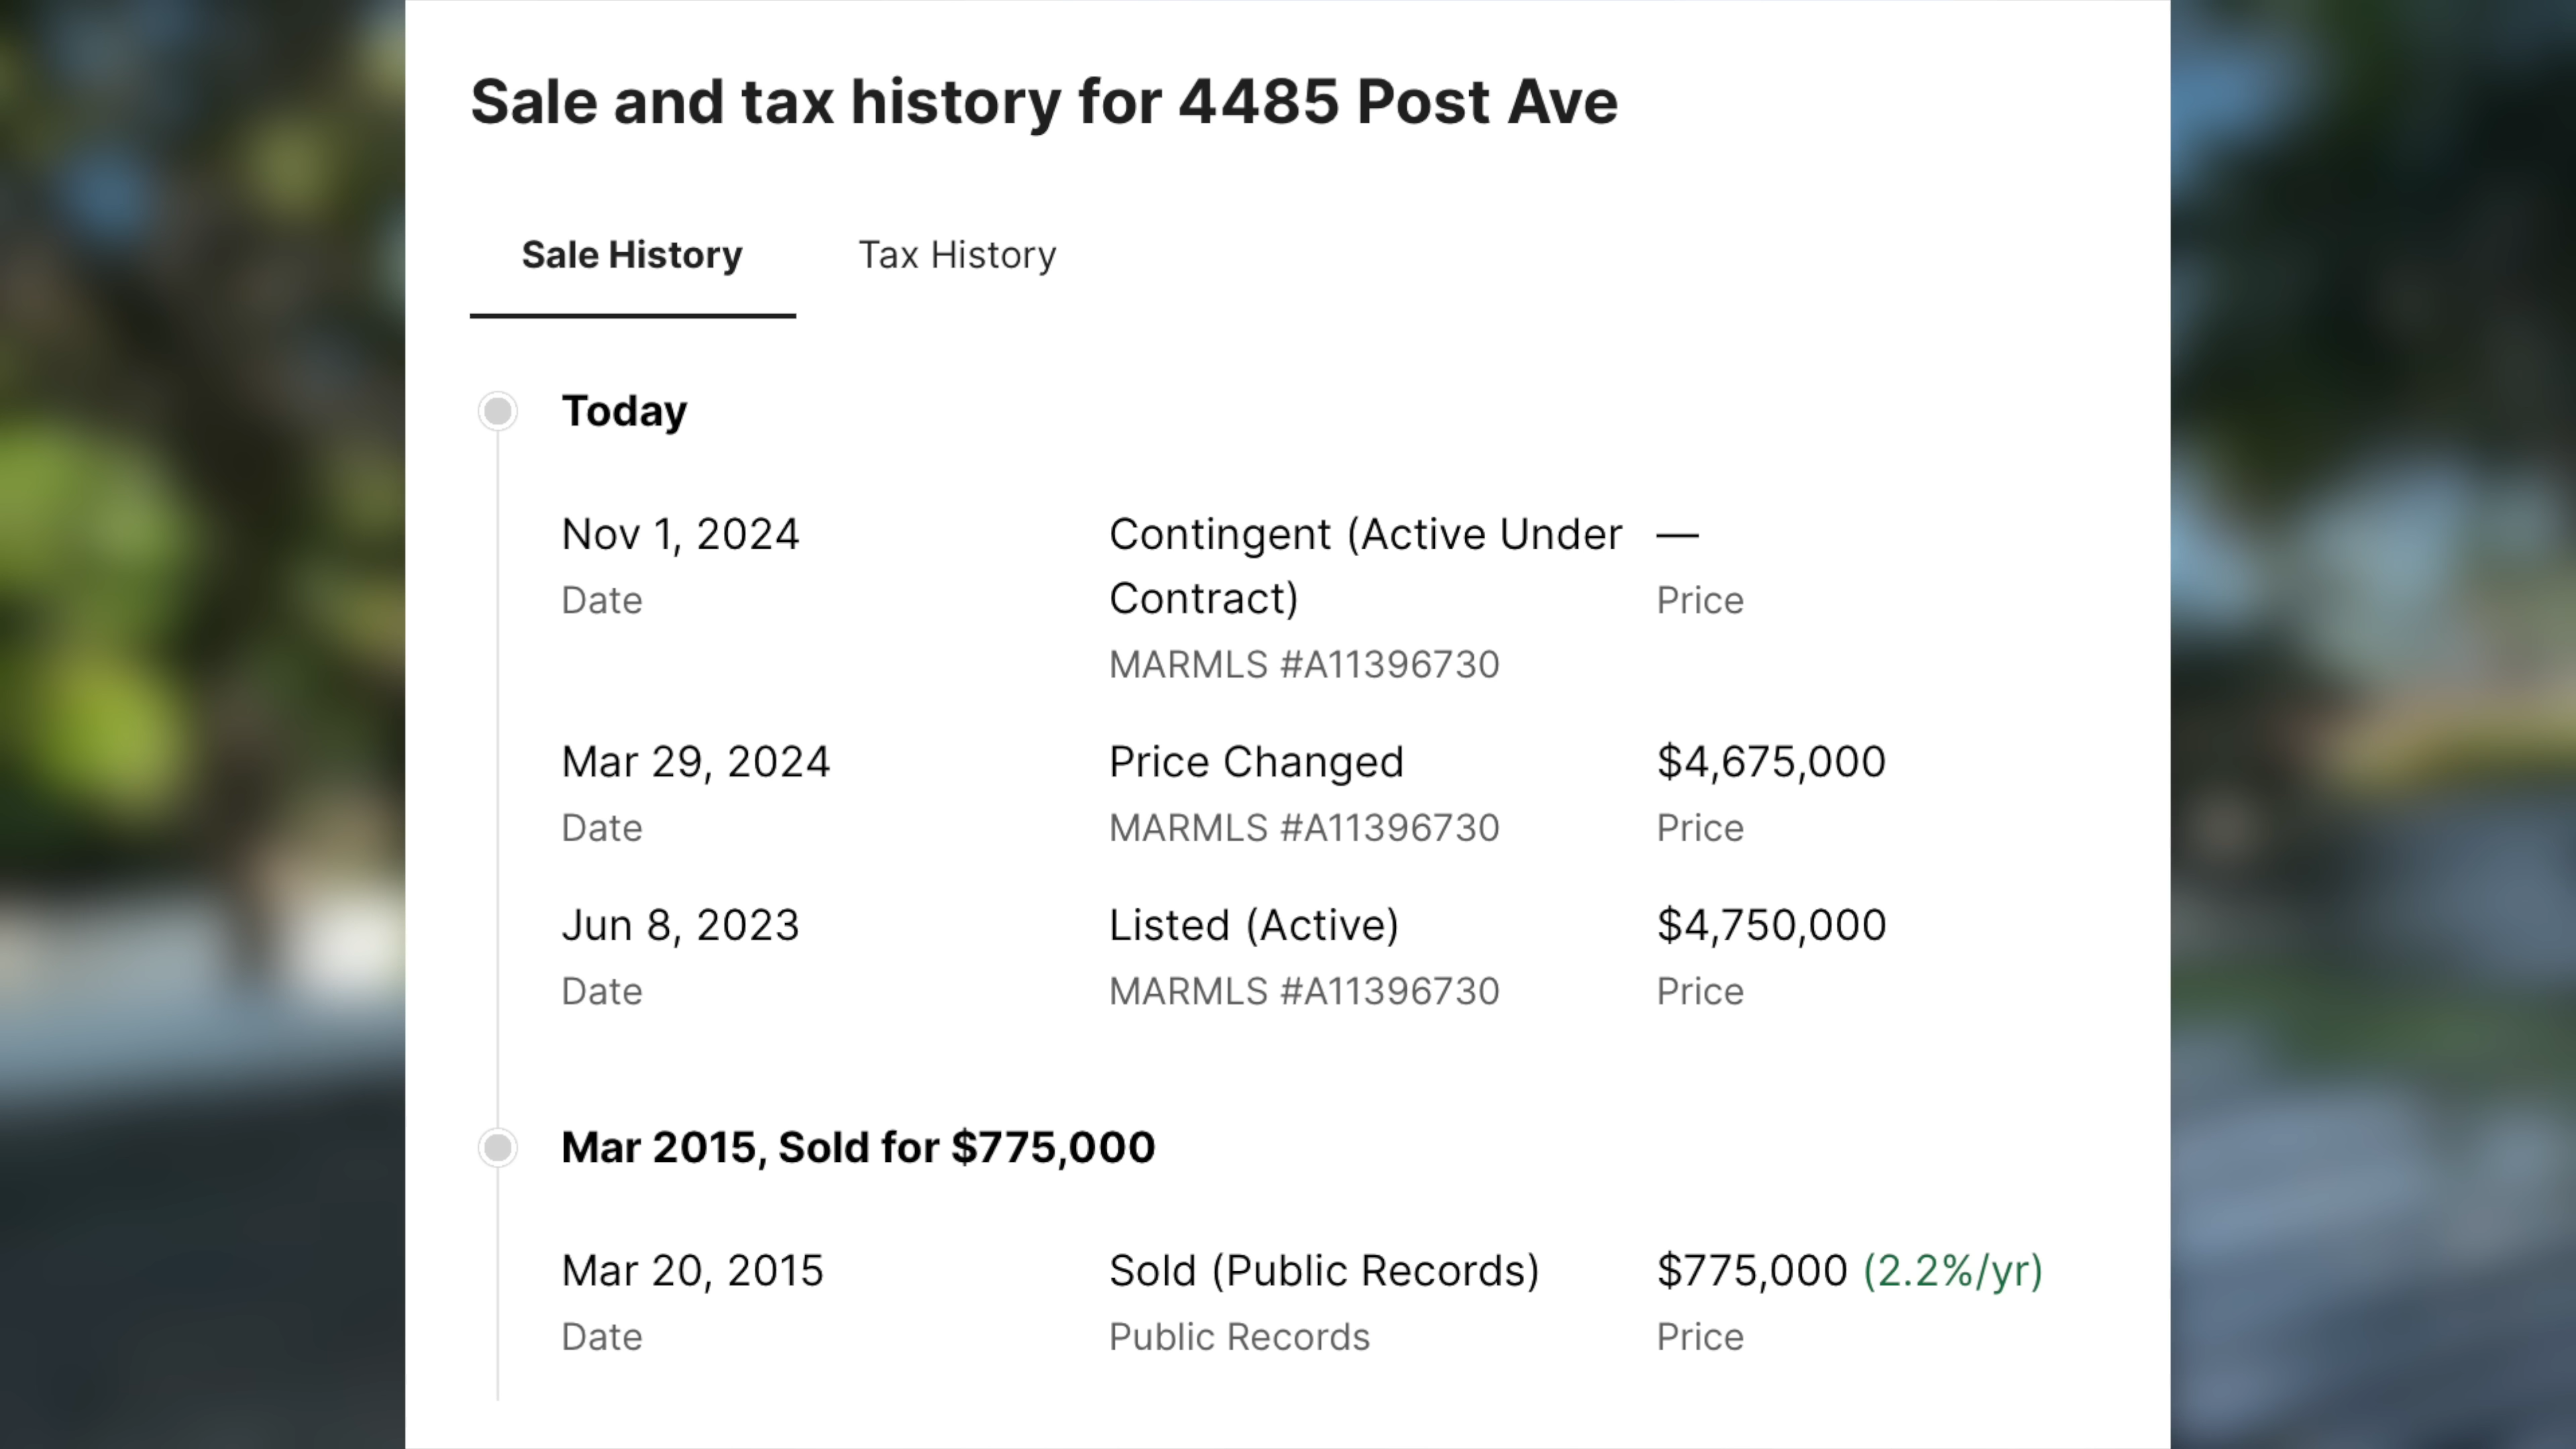 Sale and tax history for 4485 Post Ave
Sale History Tax History
Today
Nov 1, 2024 Contingent (Active Under —
Date Contract) Price
MARMLS #A11396730
Mar 29, 2024 Price Changed $4,675,000
Date MARMLS #A11396730 Price
Jun 8, 2023 Listed (Active) $4,750,000
Date MARMLS #A11396730 Price
Mar 2015, Sold for $775,000
Mar 20, 2015 Sold (Public Records) $775,000 (2.2%/yr)
Date Public Records Price